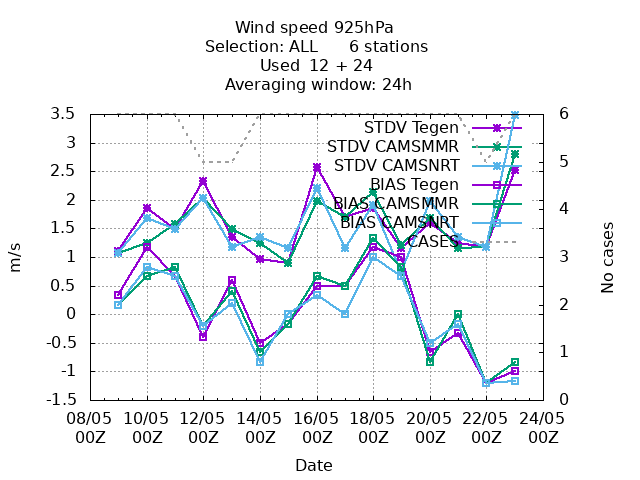 Wind speed 925hPa
Selection: ALL 6 stations
Used 12 + 24
Averaging window: 24h
3.5
3
2.5
2
1.5
1
0.5
0
-0.5
-1
-1.5
m/s
6
5
4
3
2
1
0
No cases
STDV Tegen
STDV CAMSMMR
STDV CAMSNRT
BIAS Tegen
BIAS CAMSMMR
BIAS CAMSNRT
CASES
08/05 10/05 12/05 14/05 16/05 18/05 20/05 22/05 24/05
00Z 00Z 00Z 00Z 00Z 00Z 00Z 00Z 00Z
Date